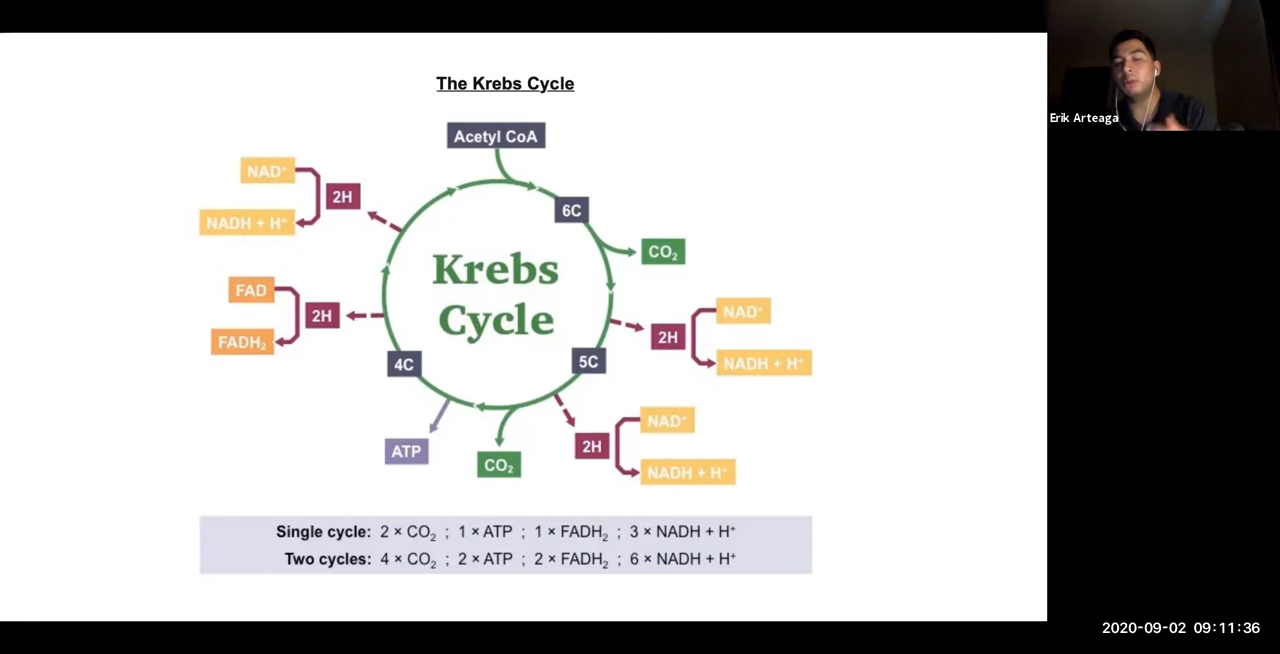 The Krebs Cycle
Acetyl CoA
NAD⁺
2H
NADH + H⁺
6C
CO₂
Krebs
Cycle
FAD
2H
FADH₂
NAD⁺
2H
NADH + H⁺
4C
5C
ATP
CO₂
NAD⁺
2H
NADH + H⁺
Single cycle: 2 × CO₂ ; 1 × ATP ; 1 × FADH₂ ; 3 × NADH + H⁺
Two cycles: 4 × CO₂ ; 2 × ATP ; 2 × FADH₂ ; 6 × NADH + H⁺
Erik Arteaga
2020-09-02 09:11:36